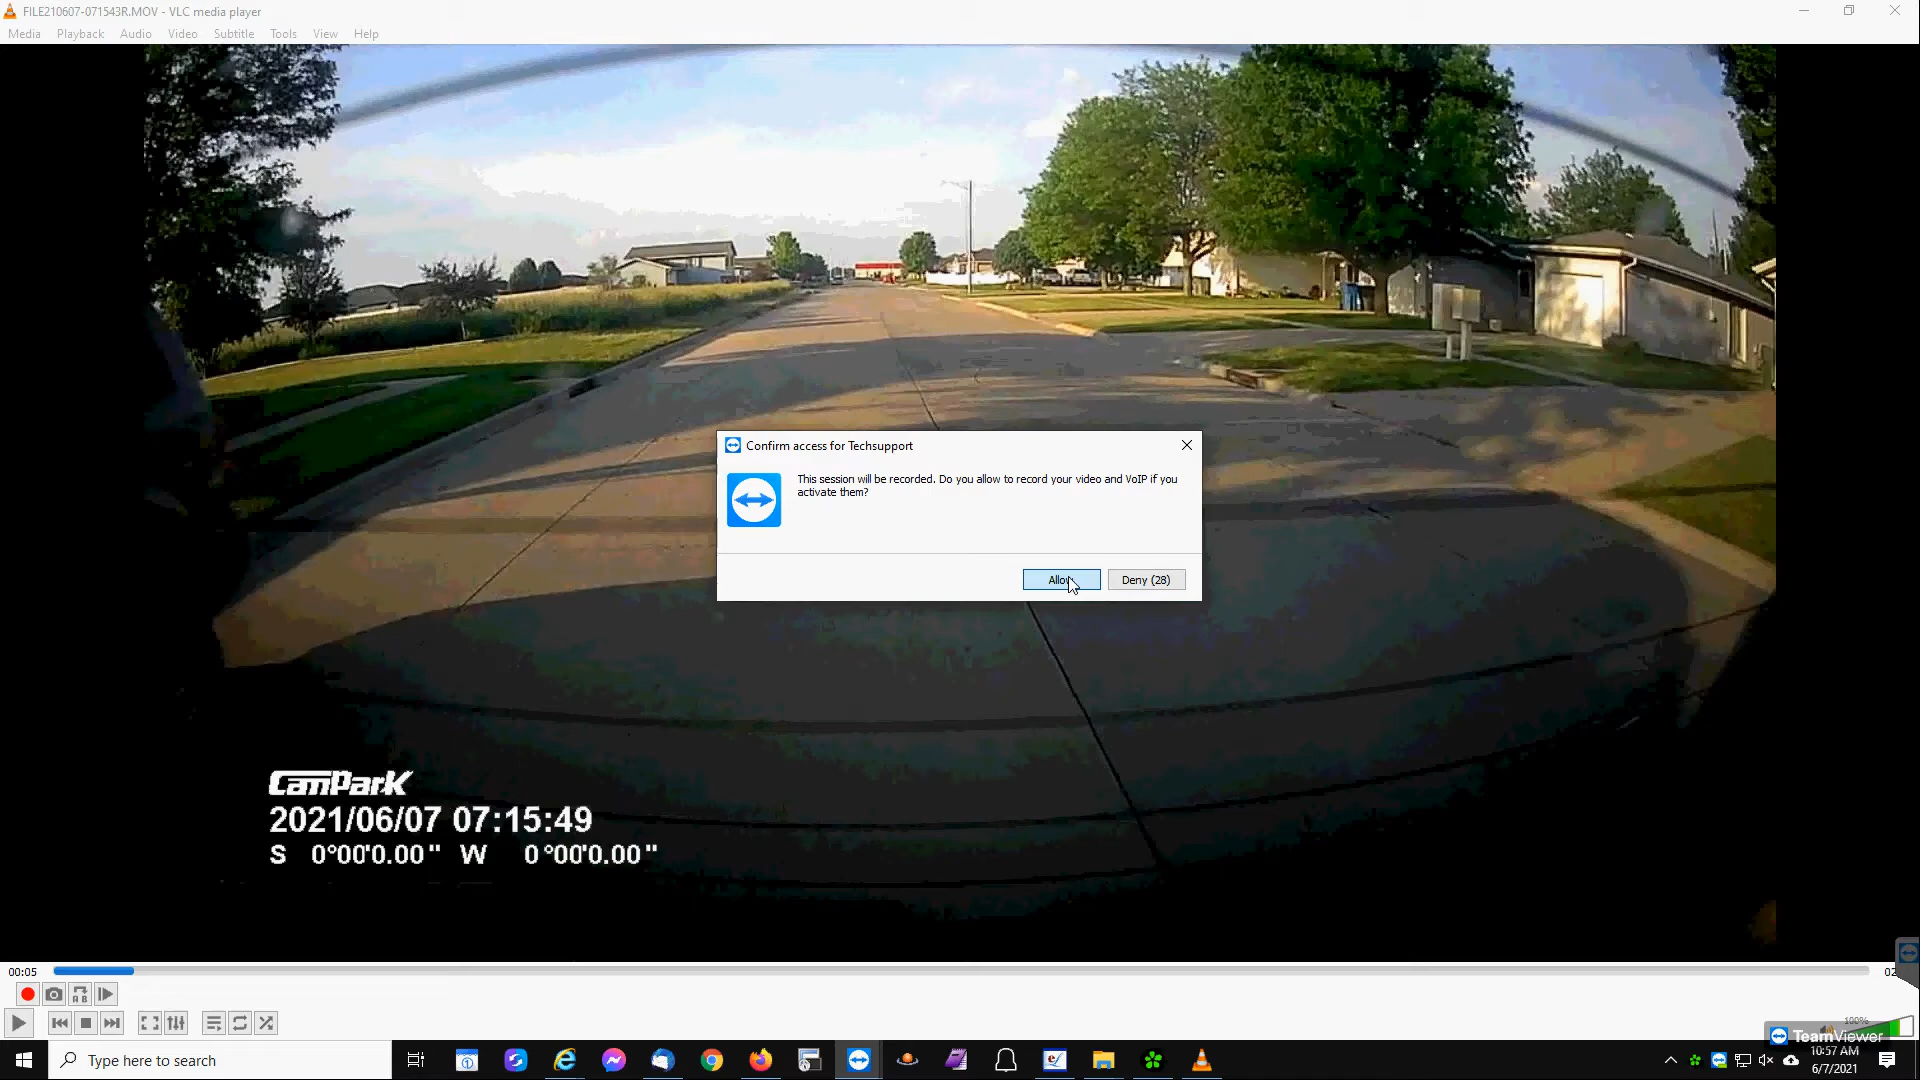 FILE210607-071543R.MOV - VLC media player
Media Playback Audio Video Subtitle Tools View Help
Confirm access for Techsupport
This session will be recorded. Do you allow to record your video and VoIP if you
activate them?
Allow Deny (28)
CamParK
2021/06/07 07:15:49
S 0°00'0.00" W 0°00'0.00"
00:05
100%
TeamViewer
Type here to search
10:57 AM
6/7/2021